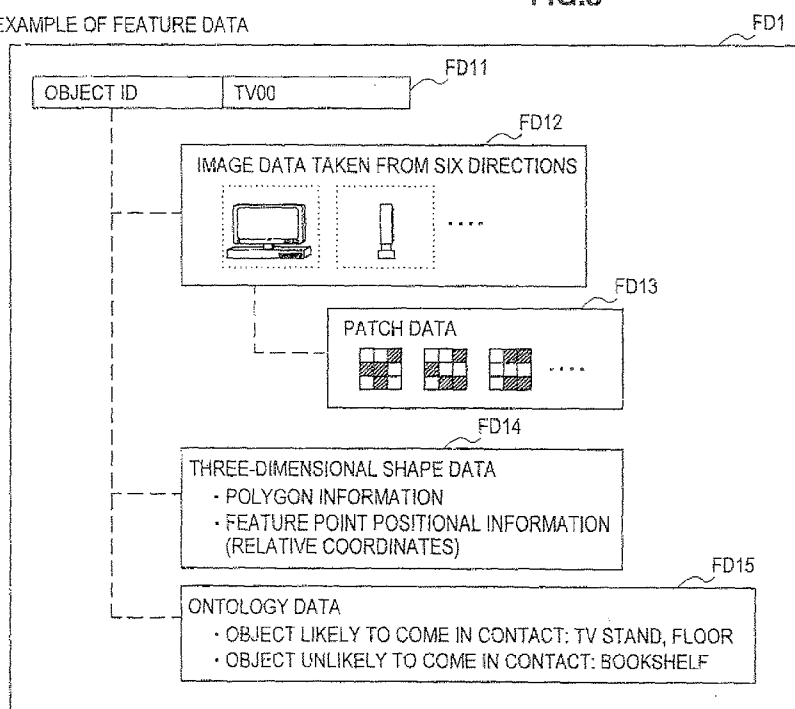 EXAMPLE OF FEATURE DATA
FD1
FD11
OBJECT ID TV00
FD12
IMAGE DATA TAKEN FROM SIX DIRECTIONS
....
FD13
PATCH DATA
....
FD14
THREE-DIMENSIONAL SHAPE DATA
· POLYGON INFORMATION
· FEATURE POINT POSITIONAL INFORMATION
(RELATIVE COORDINATES)
FD15
ONTOLOGY DATA
· OBJECT LIKELY TO COME IN CONTACT: TV STAND, FLOOR
· OBJECT UNLIKELY TO COME IN CONTACT: BOOKSHELF